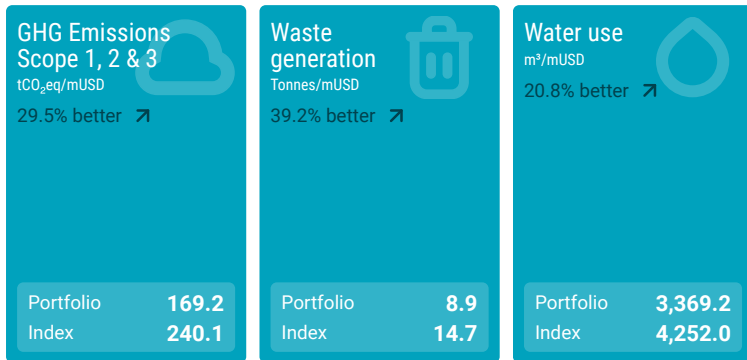 GHG Emissions
Scope 1, 2 & 3
tCO₂eq/mUSD
29.5% better
Portfolio 169.2
Index 240.1
Waste
generation
Tonnes/mUSD
39.2% better
Portfolio 8.9
Index 14.7
Water use
m³/mUSD
20.8% better
Portfolio 3,369.2
Index 4,252.0